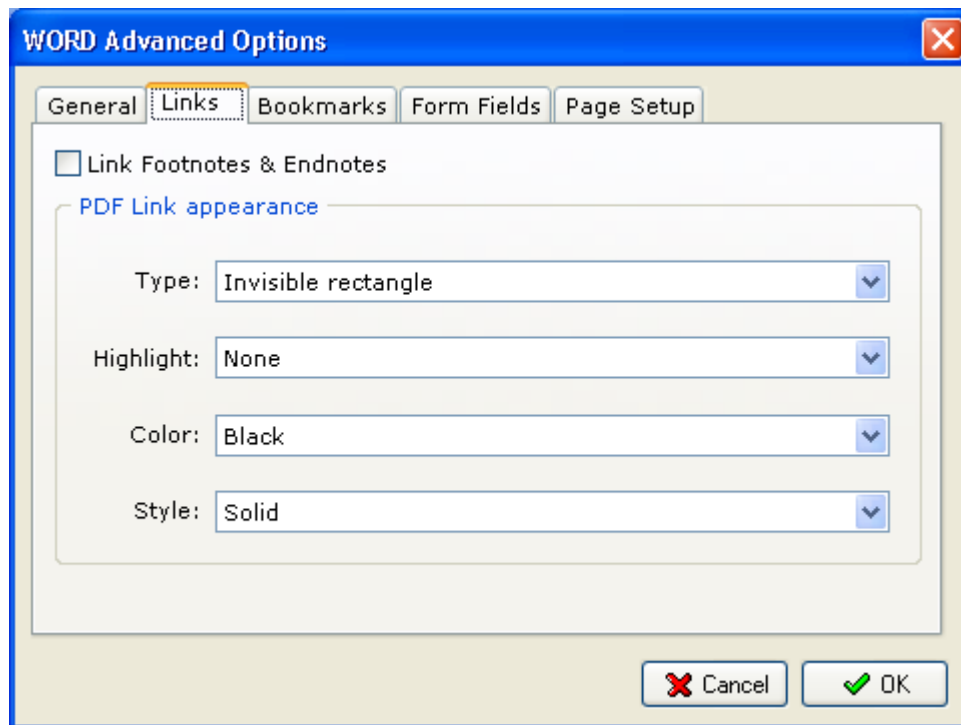 WORD Advanced Options
General Links Bookmarks Form Fields Page Setup
Link Footnotes & Endnotes
PDF Link appearance
Type: Invisible rectangle
Highlight: None
Color: Black
Style: Solid
Cancel OK